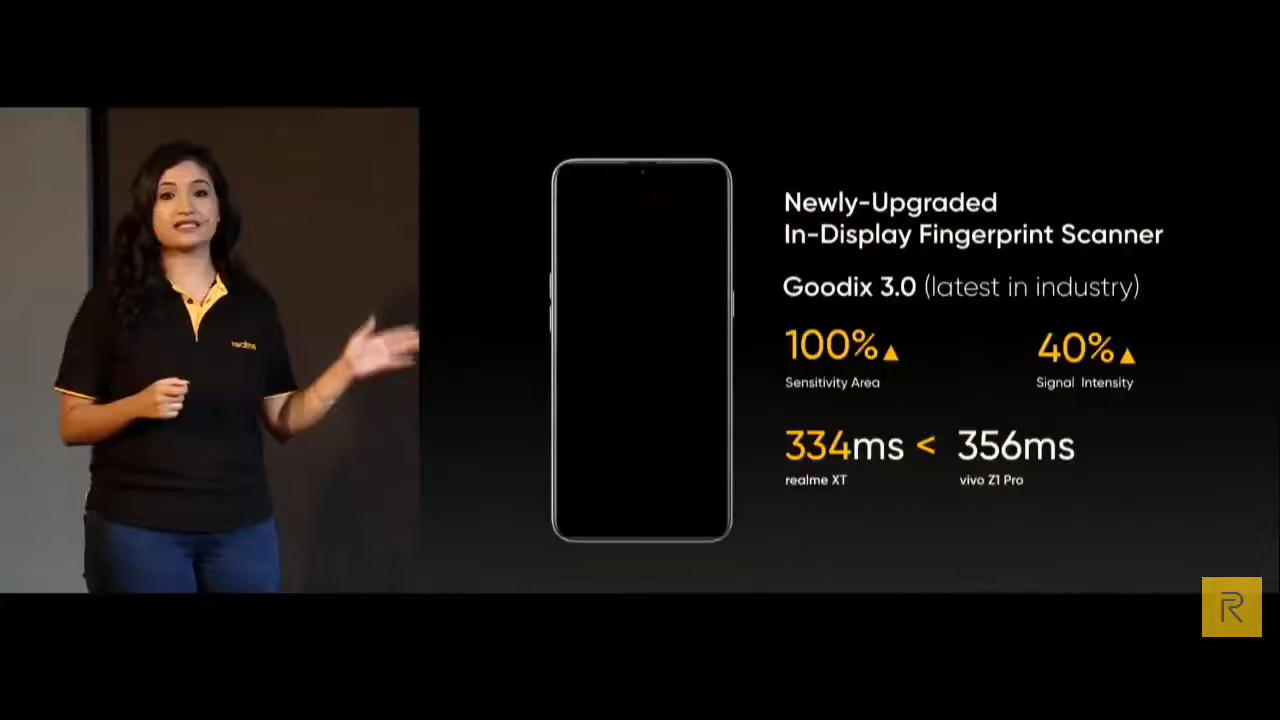 realme
Newly-Upgraded
In-Display Fingerprint Scanner
Goodix 3.0 (latest in industry)
100%▲ 40%▲
Sensitivity Area Signal Intensity
334ms < 356ms
realme XT vivo Z1 Pro
R